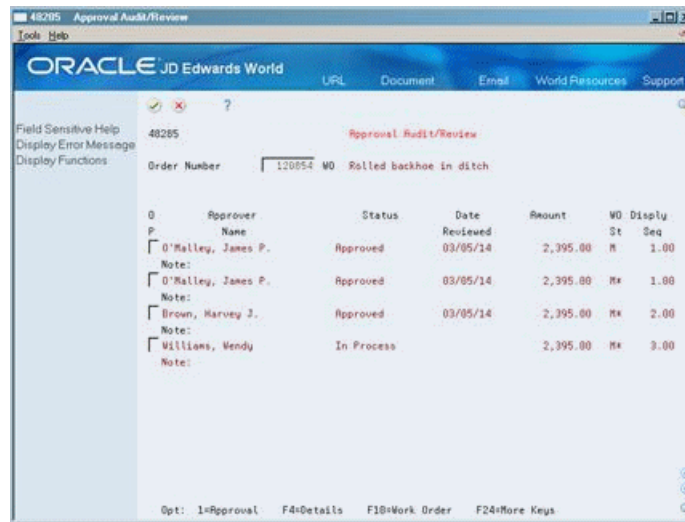 48285 Approval Audit/Review
Tools Help
ORACLE JD Edwards World
URL Document Email World Resources Support
?
Field Sensitive Help
Display Error Message
Display Functions
48285 Approval Audit/Review
Order Number 120854 WO Rolled backhoe in ditch
O Approver Status Date Amount WO Display
P Name Reviewed St Seq
O'Malley, James P. Approved 03/05/14 2,395.00 M 1.00
Note:
O'Malley, James P. Approved 03/05/14 2,395.00 M* 1.00
Note:
Brown, Harvey J. Approved 03/05/14 2,395.00 M* 2.00
Note:
Williams, Wendy In Process 2,395.00 M* 3.00
Note:
Opt: 1=Approval F4=Details F18=Work Order F24=More Keys